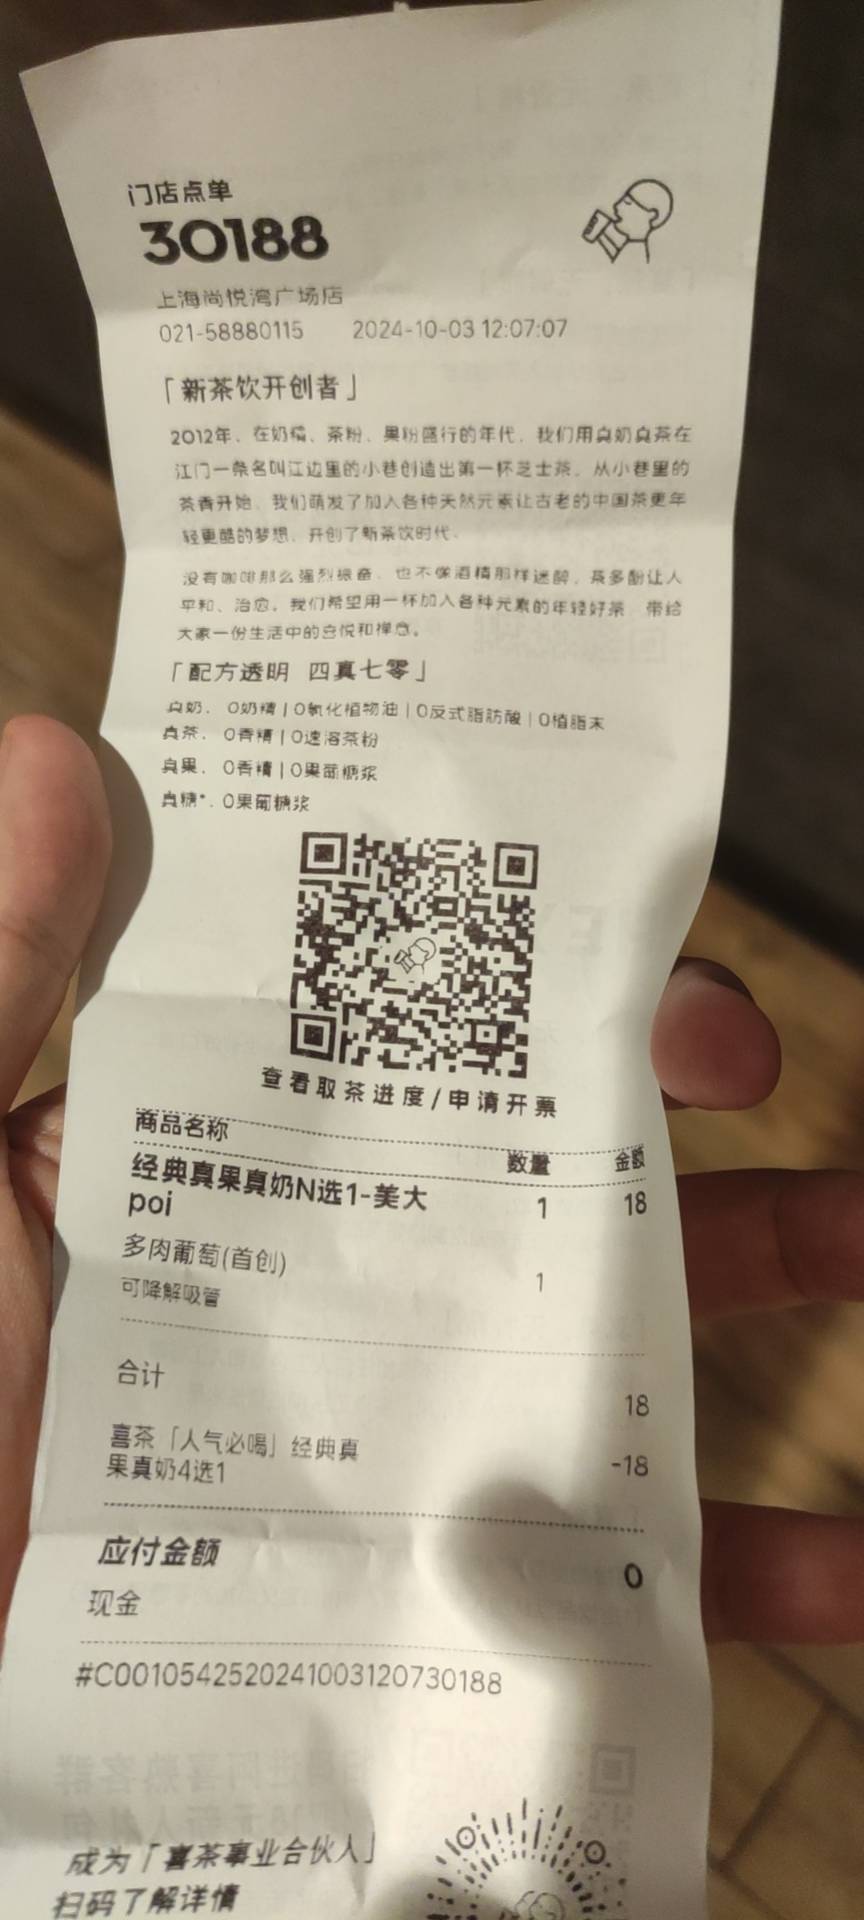 门店点单
30188
上海尚悦湾广场店
021-58880115 2024-10-03 12:07:07
「新茶饮开创者」
2012年，在奶精、茶粉、果粉盛行的年代，我们用真奶真茶在
江门一条名叫江边里的小巷创造出第一杯芝士茶。从小巷里的
茶香开始，我们萌发了加入各种天然元素让古老的中国茶更年
轻更酷的梦想，开创了新茶饮时代。
没有咖啡那么强烈振奋，也不像酒精那样迷醉，茶多酚让人
平和、治愈。我们希望用一杯加入各种元素的年轻好茶，带给
大家一份生活中的喜悦和禅意。
「配方透明 四真七零」
真奶，0奶精 | 0氢化植物油 | 0反式脂肪酸 | 0植脂末
真茶，0香精 | 0速溶茶粉
真果，0香精 | 0果葡糖浆
真糖*，0果葡糖浆
查看取茶进度/申请开票
商品名称 数量 金额
经典真果真奶N选1-美大 1 18
poi
多肉葡萄(首创) 1
可降解吸管
合计 18
喜茶「人气必喝」经典真 -18
果真奶4选1
应付金额 0
现金
#C0010542520241003120730188
成为「喜茶事业合伙人」
扫码了解详情